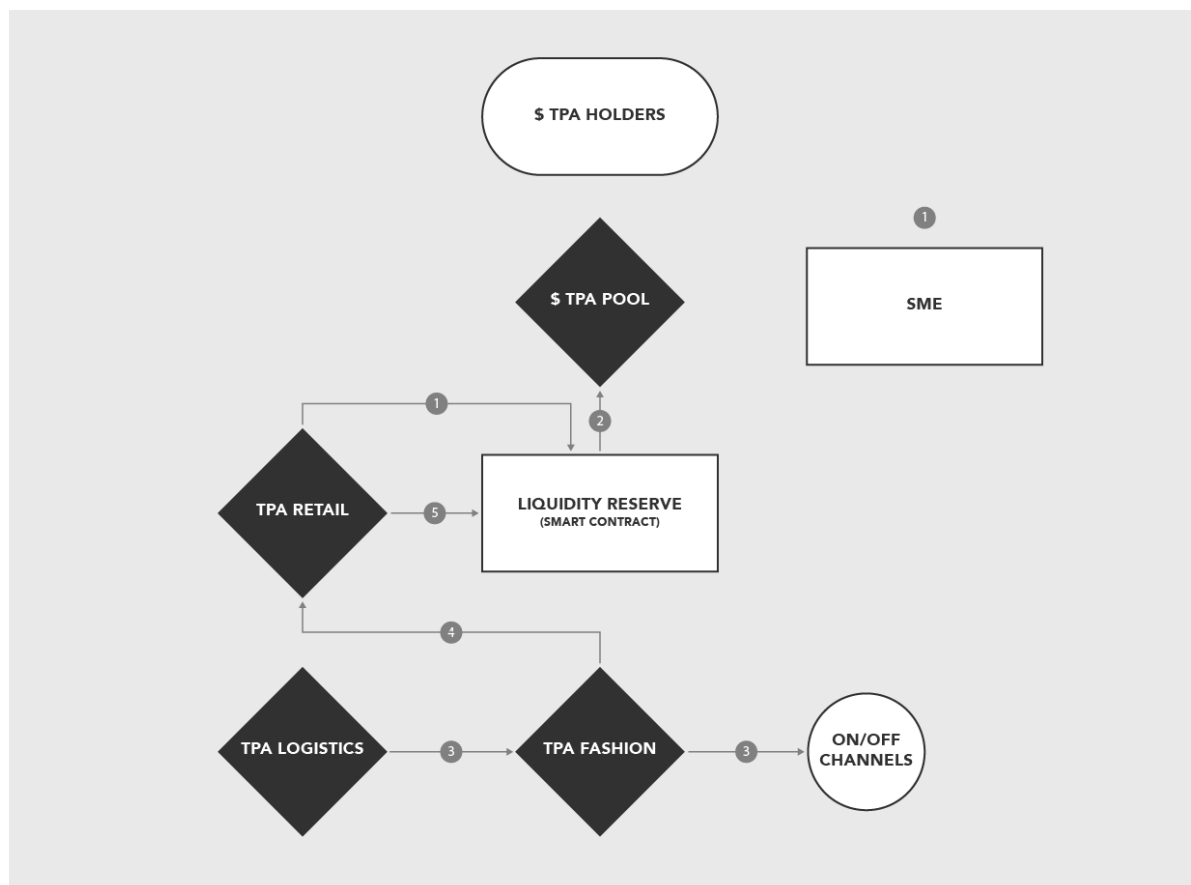 $ TPA HOLDERS
1
$ TPA POOL
SME
1
2
TPA RETAIL
5
LIQUIDITY RESERVE
(SMART CONTRACT)
4
TPA LOGISTICS
3
TPA FASHION
3
ON/OFF
CHANNELS